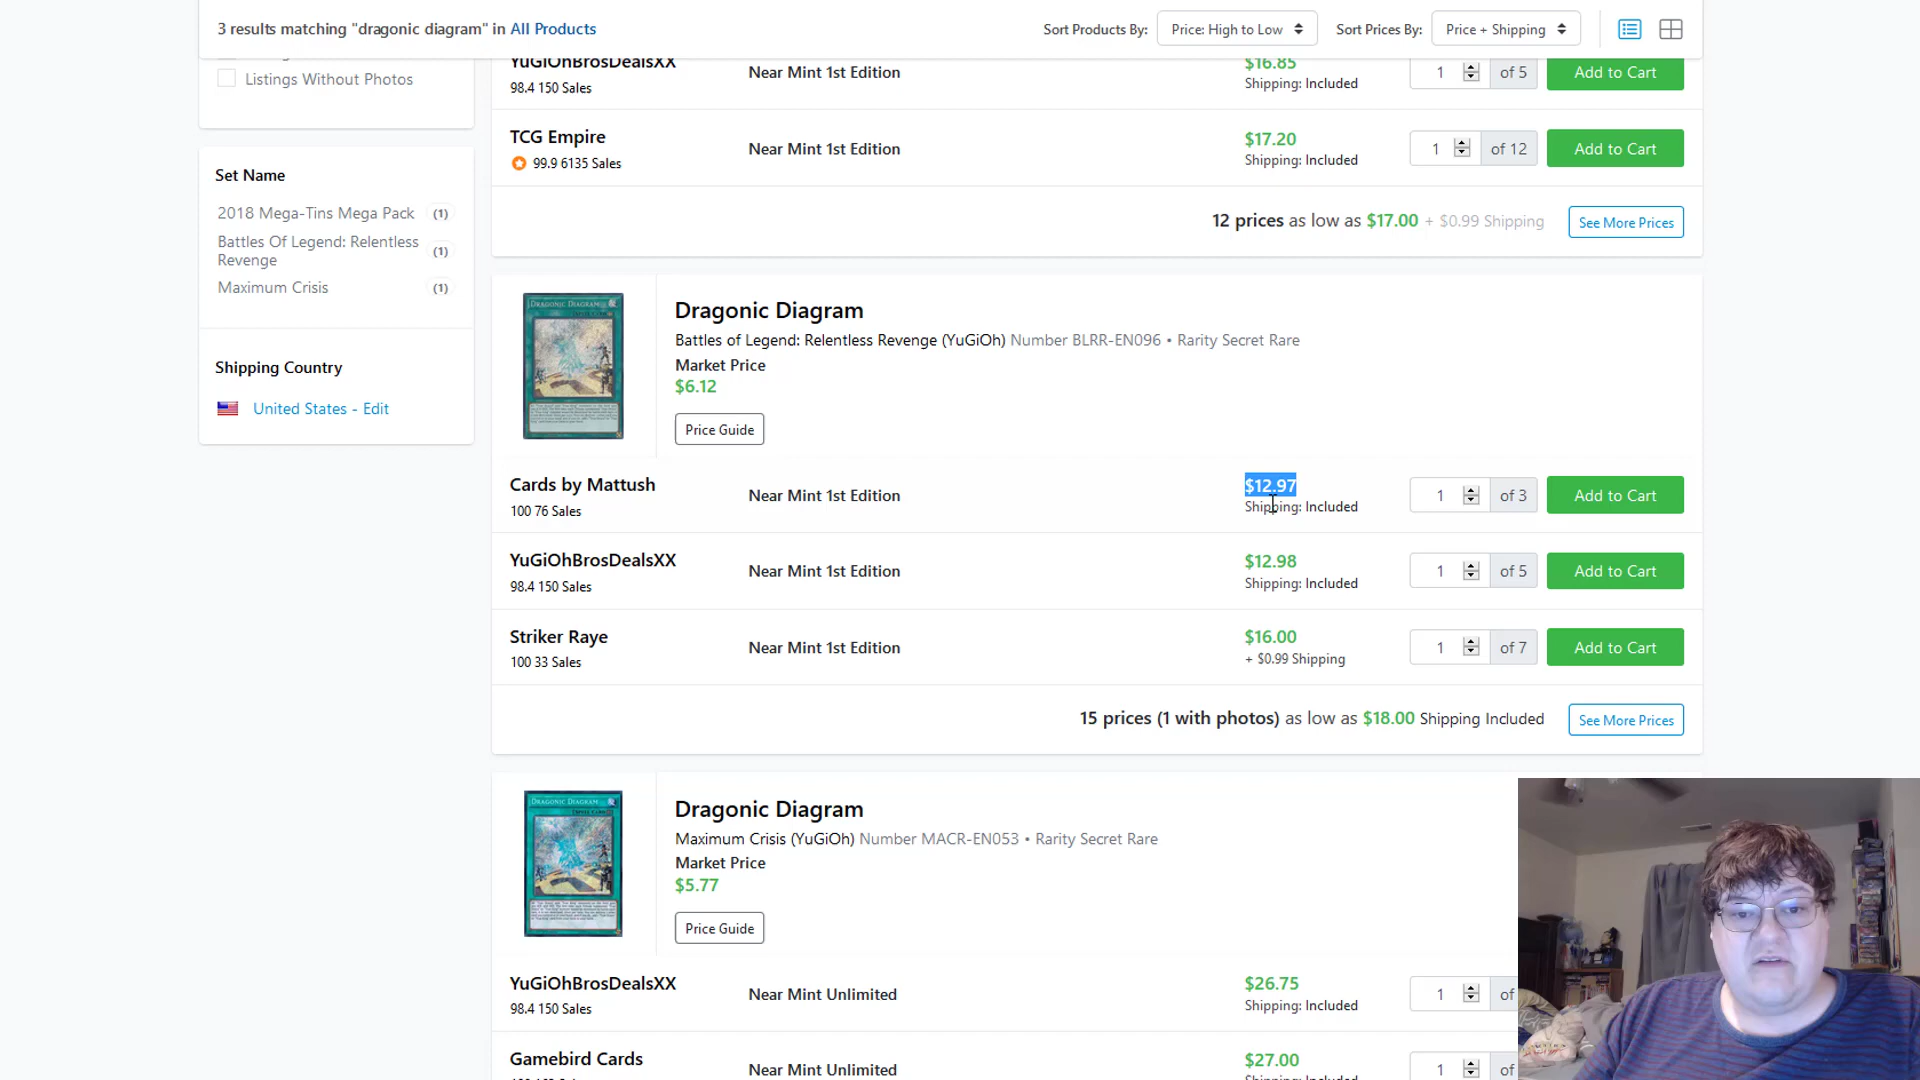 3 results matching "dragonic diagram" in All Products
Sort Products By:
Price: High to Low
Sort Prices By:
Price + Shipping
Listings Without Photos
Set Name
2018 Mega-Tins Mega Pack (1)
Battles Of Legend: Relentless
Revenge (1)
Maximum Crisis (1)
Shipping Country
United States - Edit
YuGiOhBrosDealsXX
98.4 150 Sales
Near Mint 1st Edition
$16.85
Shipping: Included
1 of 5
Add to Cart
TCG Empire
99.9 6135 Sales
Near Mint 1st Edition
$17.20
Shipping: Included
1 of 12
Add to Cart
12 prices as low as $17.00 + $0.99 Shipping
See More Prices
DRAGONIC DIAGRAM
Dragonic Diagram
Battles of Legend: Relentless Revenge (YuGiOh) Number BLRR-EN096 • Rarity Secret Rare
Market Price
$6.12
Price Guide
Cards by Mattush
100 76 Sales
Near Mint 1st Edition
$12.97
Shipping: Included
1 of 3
Add to Cart
YuGiOhBrosDealsXX
98.4 150 Sales
Near Mint 1st Edition
$12.98
Shipping: Included
1 of 5
Add to Cart
Striker Raye
100 33 Sales
Near Mint 1st Edition
$16.00
+ $0.99 Shipping
1 of 7
Add to Cart
15 prices (1 with photos) as low as $18.00 Shipping Included
See More Prices
DRAGONIC DIAGRAM
Dragonic Diagram
Maximum Crisis (YuGiOh) Number MACR-EN053 • Rarity Secret Rare
Market Price
$5.77
Price Guide
YuGiOhBrosDealsXX
98.4 150 Sales
Near Mint Unlimited
$26.75
Shipping: Included
1 of
Gamebird Cards
Near Mint Unlimited
$27.00
1 of